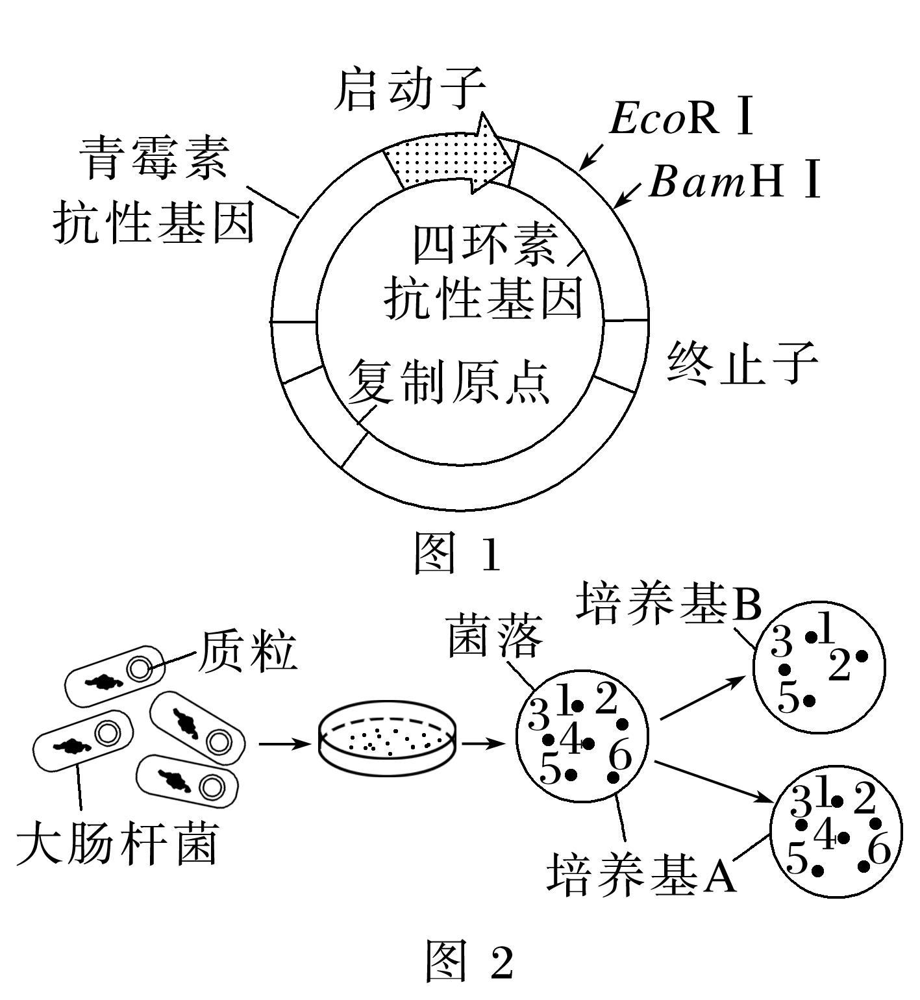 启动子
EcoR Ⅰ
BamH Ⅰ
青霉素
抗性基因
四环素
抗性基因
终止子
复制原点
图 1
质粒
大肠杆菌
菌落
1 2
3
4
5 6
培养基A
培养基B
3 1
2
5
3 1 2
4
5 6
图 2